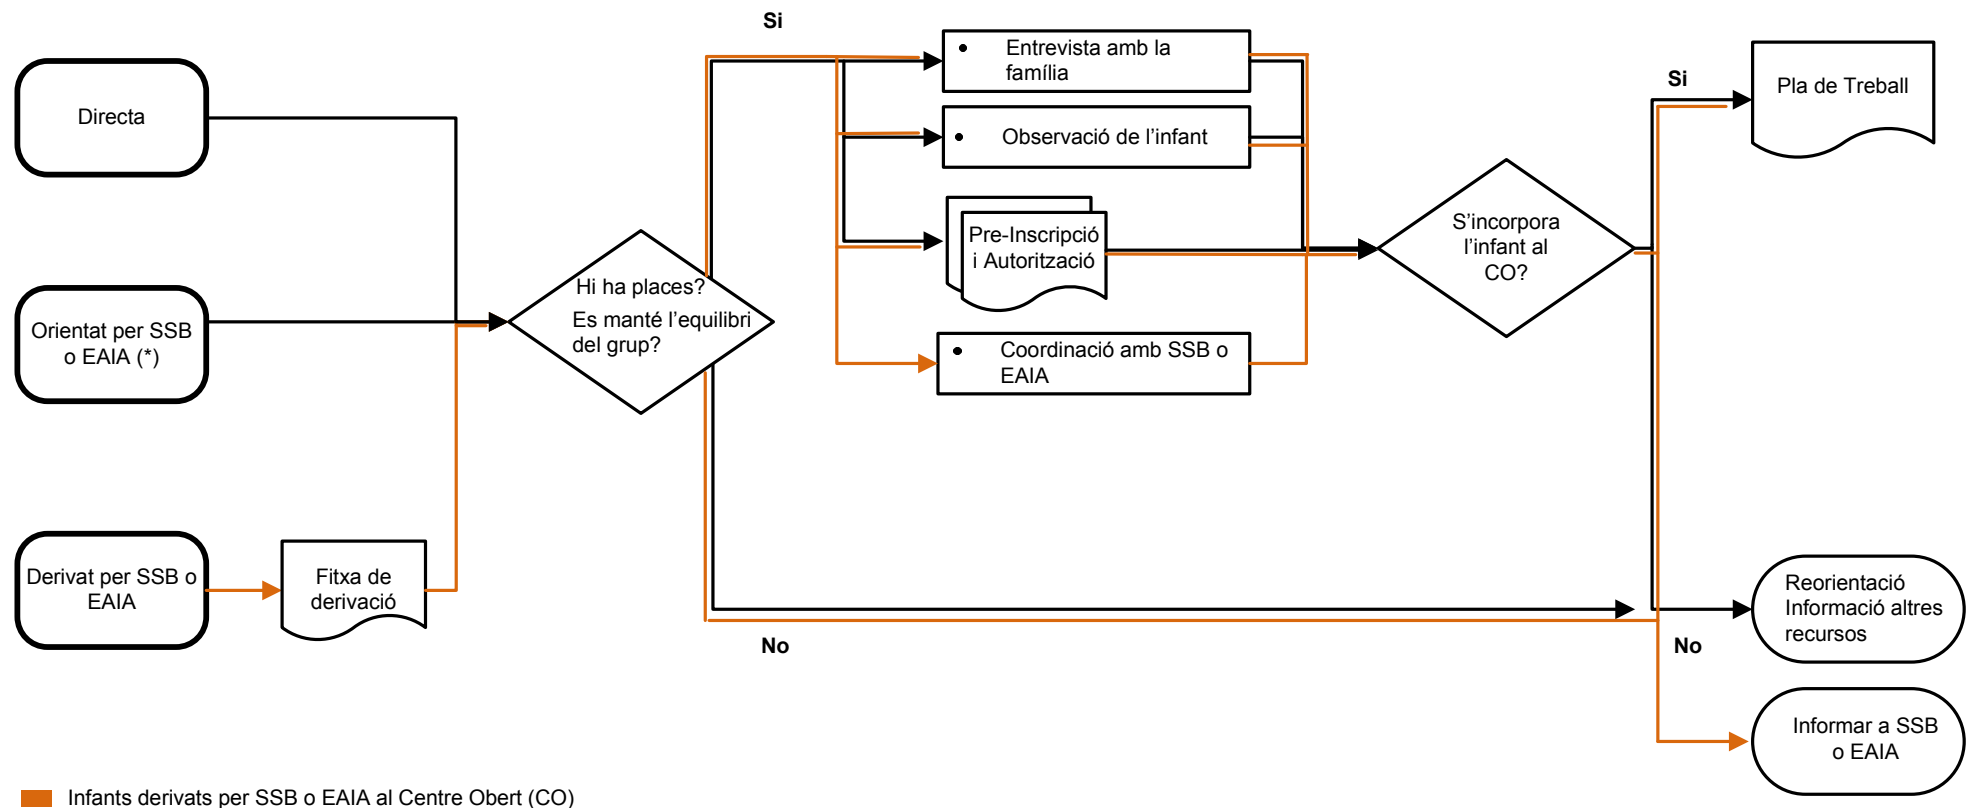 Si
Directa
Orientat per SSB
o EAIA (*)
Derivat per SSB o
EAIA
Fitxa de
derivació
Hi ha places?
Es manté l’equilibri
del grup?
• Entrevista amb la
família
• Observació de l’infant
Pre-Inscripció
i Autorització
• Coordinació amb SSB o
EAIA
No
S’incorpora
l’infant al
CO?
Si
Pla de Treball
Reorientació
Informació altres
recursos
No
Informar a SSB
o EAIA
Infants derivats per SSB o EAIA al Centre Obert (CO)